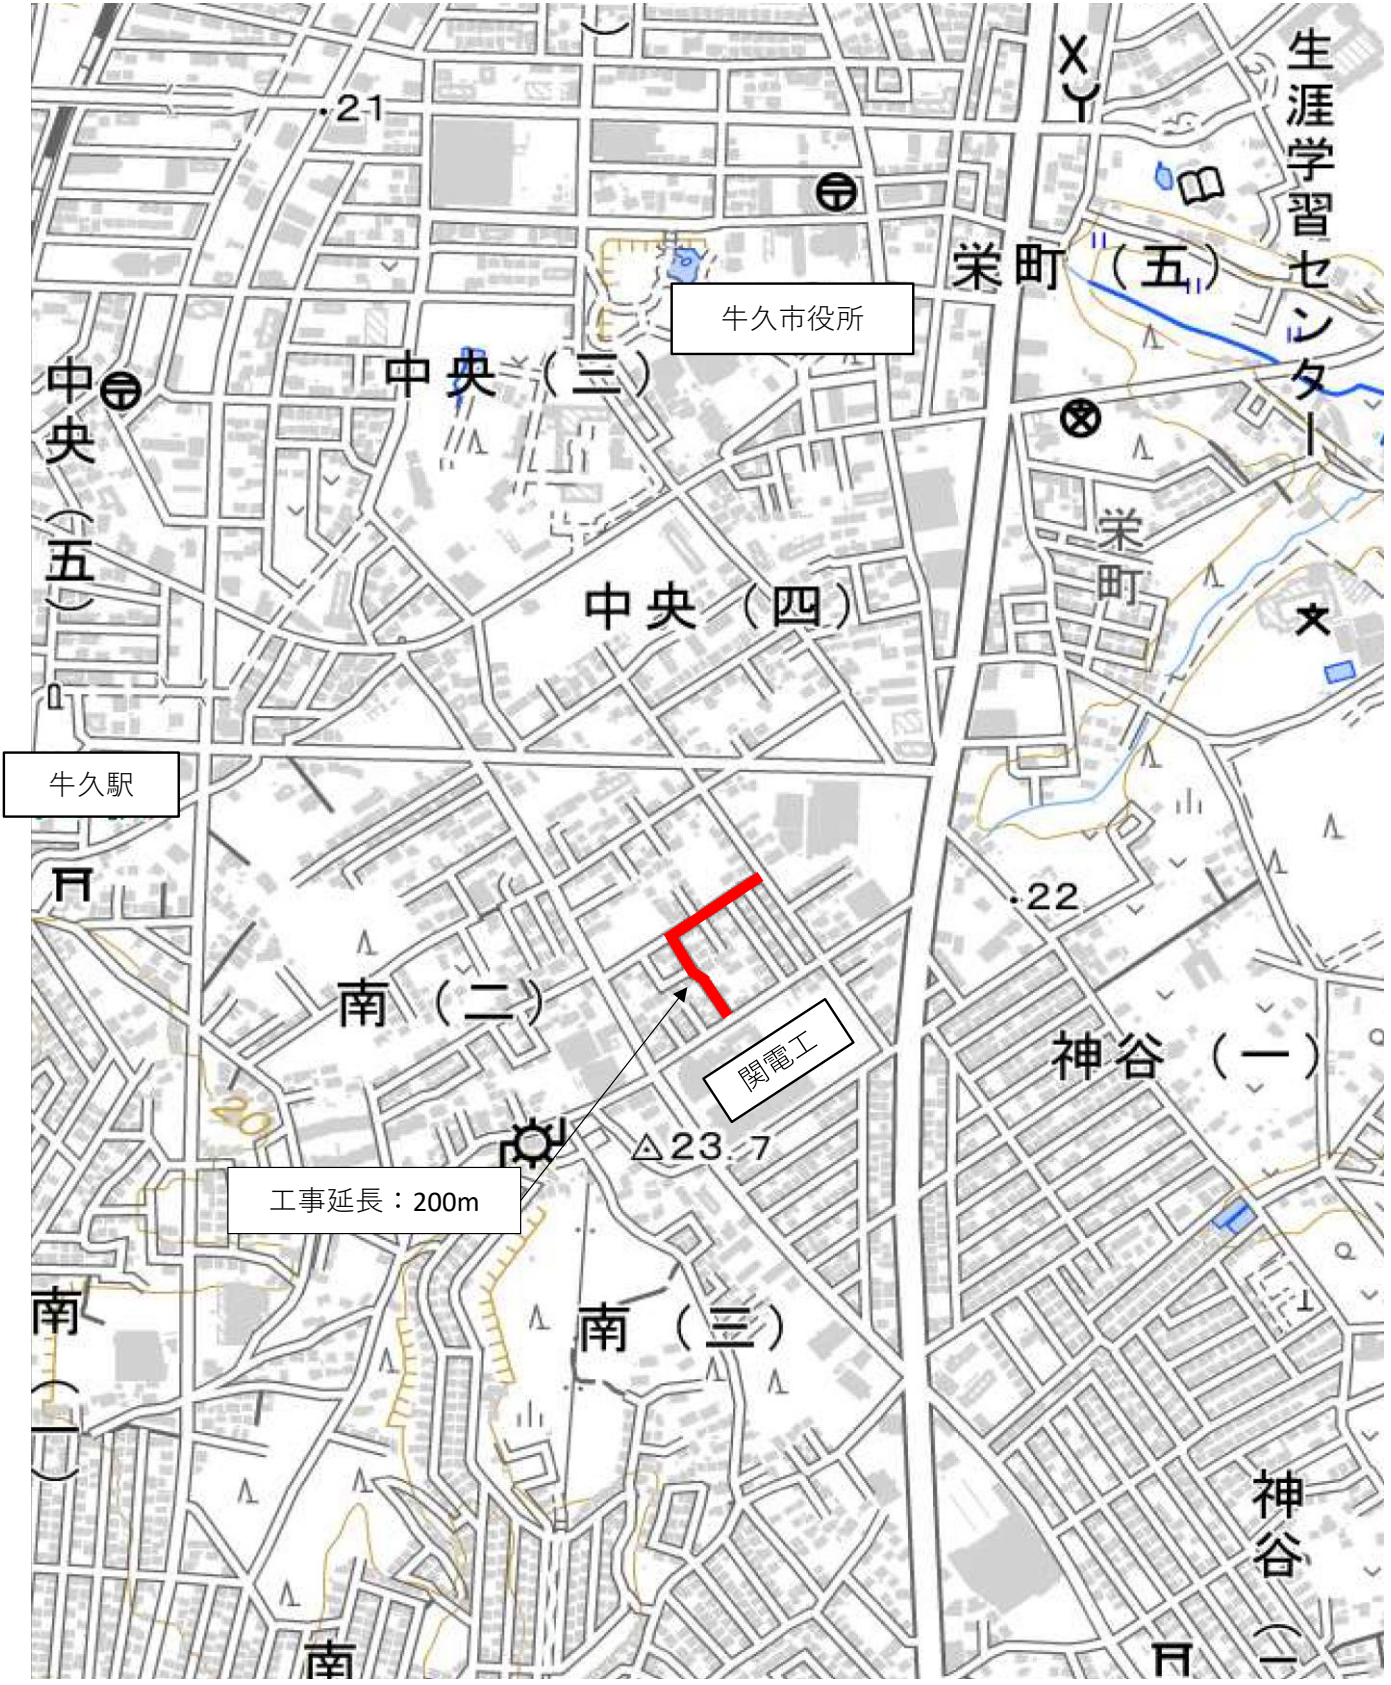 生涯学習センター
・21
栄町（五）
牛久市役所
中央（三）
中央（五）
栄町
中央（四）
牛久駅
・22
南（二）
関電工
神谷（一）
20
23.7
工事延長：200m
南（一）
南（三）
神谷（二
南